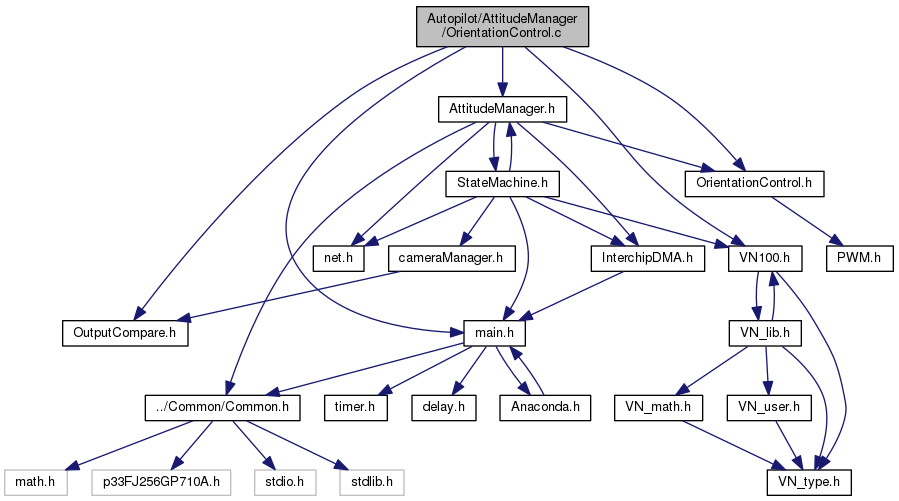 Autopilot/AttitudeManager
/OrientationControl.c
AttitudeManager.h
StateMachine.h
OrientationControl.h
net.h
cameraManager.h
InterchipDMA.h
VN100.h
PWM.h
OutputCompare.h
main.h
VN_lib.h
../Common/Common.h
timer.h
delay.h
Anaconda.h
VN_math.h
VN_user.h
math.h
p33FJ256GP710A.h
stdio.h
stdlib.h
VN_type.h